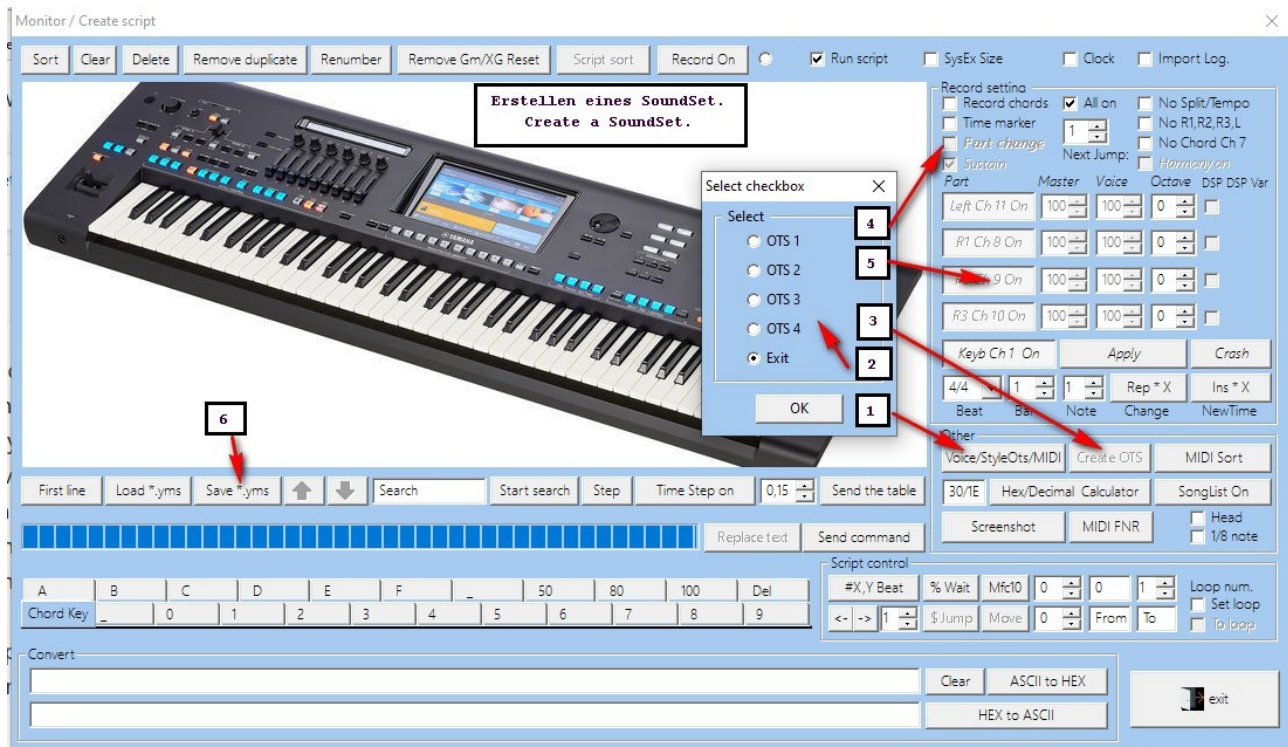 Monitor / Create script
Sort Clear Delete Remove duplicate Renumber Remove Gm/XG Reset Script sort Record On Run script SysEx Size Clock Import Log.
Erstellen eines SoundSet.
Create a SoundSet.
Record setting
Record chords All on No Split/Tempo
Time marker 1 No R1,R2,R3,L
Part change No Chord Ch 7
Sustain Next Jump: Harmony on
Part Master Voice Octave DSP DSP Var
Left Ch 11 On 100 100 0
R1 Ch 8 On 100 100 0
Ch 9 On 100 100 0
R3 Ch 10 On 100 100 0
Keyb Ch 1 On Apply Crash
4/4 1 1 Rep * X Ins * X
Beat Bar Note Change NewTime
Select checkbox
Select
OTS 1
OTS 2
OTS 3
OTS 4
Exit
OK
4
5
3
2
1
6
YAMAHA
Other
Voice/StyleOts/MIDI Create OTS MIDI Sort
30/1E Hex/Decimal Calculator SongList On
Screenshot MIDI FNR Head
1/8 note
First line Load *.yms Save *.yms Search Start search Step Time Step on 0,15 Send the table
Replace text Send command
Script control
#X,Y Beat % Wait Mfc10 0 0 1 Loop num.
<- -> 1 $ Jump Move 0 From To Set loop
To loop
A B C D E F _ 50 80 100 Del
Chord Key _ 0 1 2 3 4 5 6 7 8 9
Convert
Clear ASCII to HEX
HEX to ASCII
exit